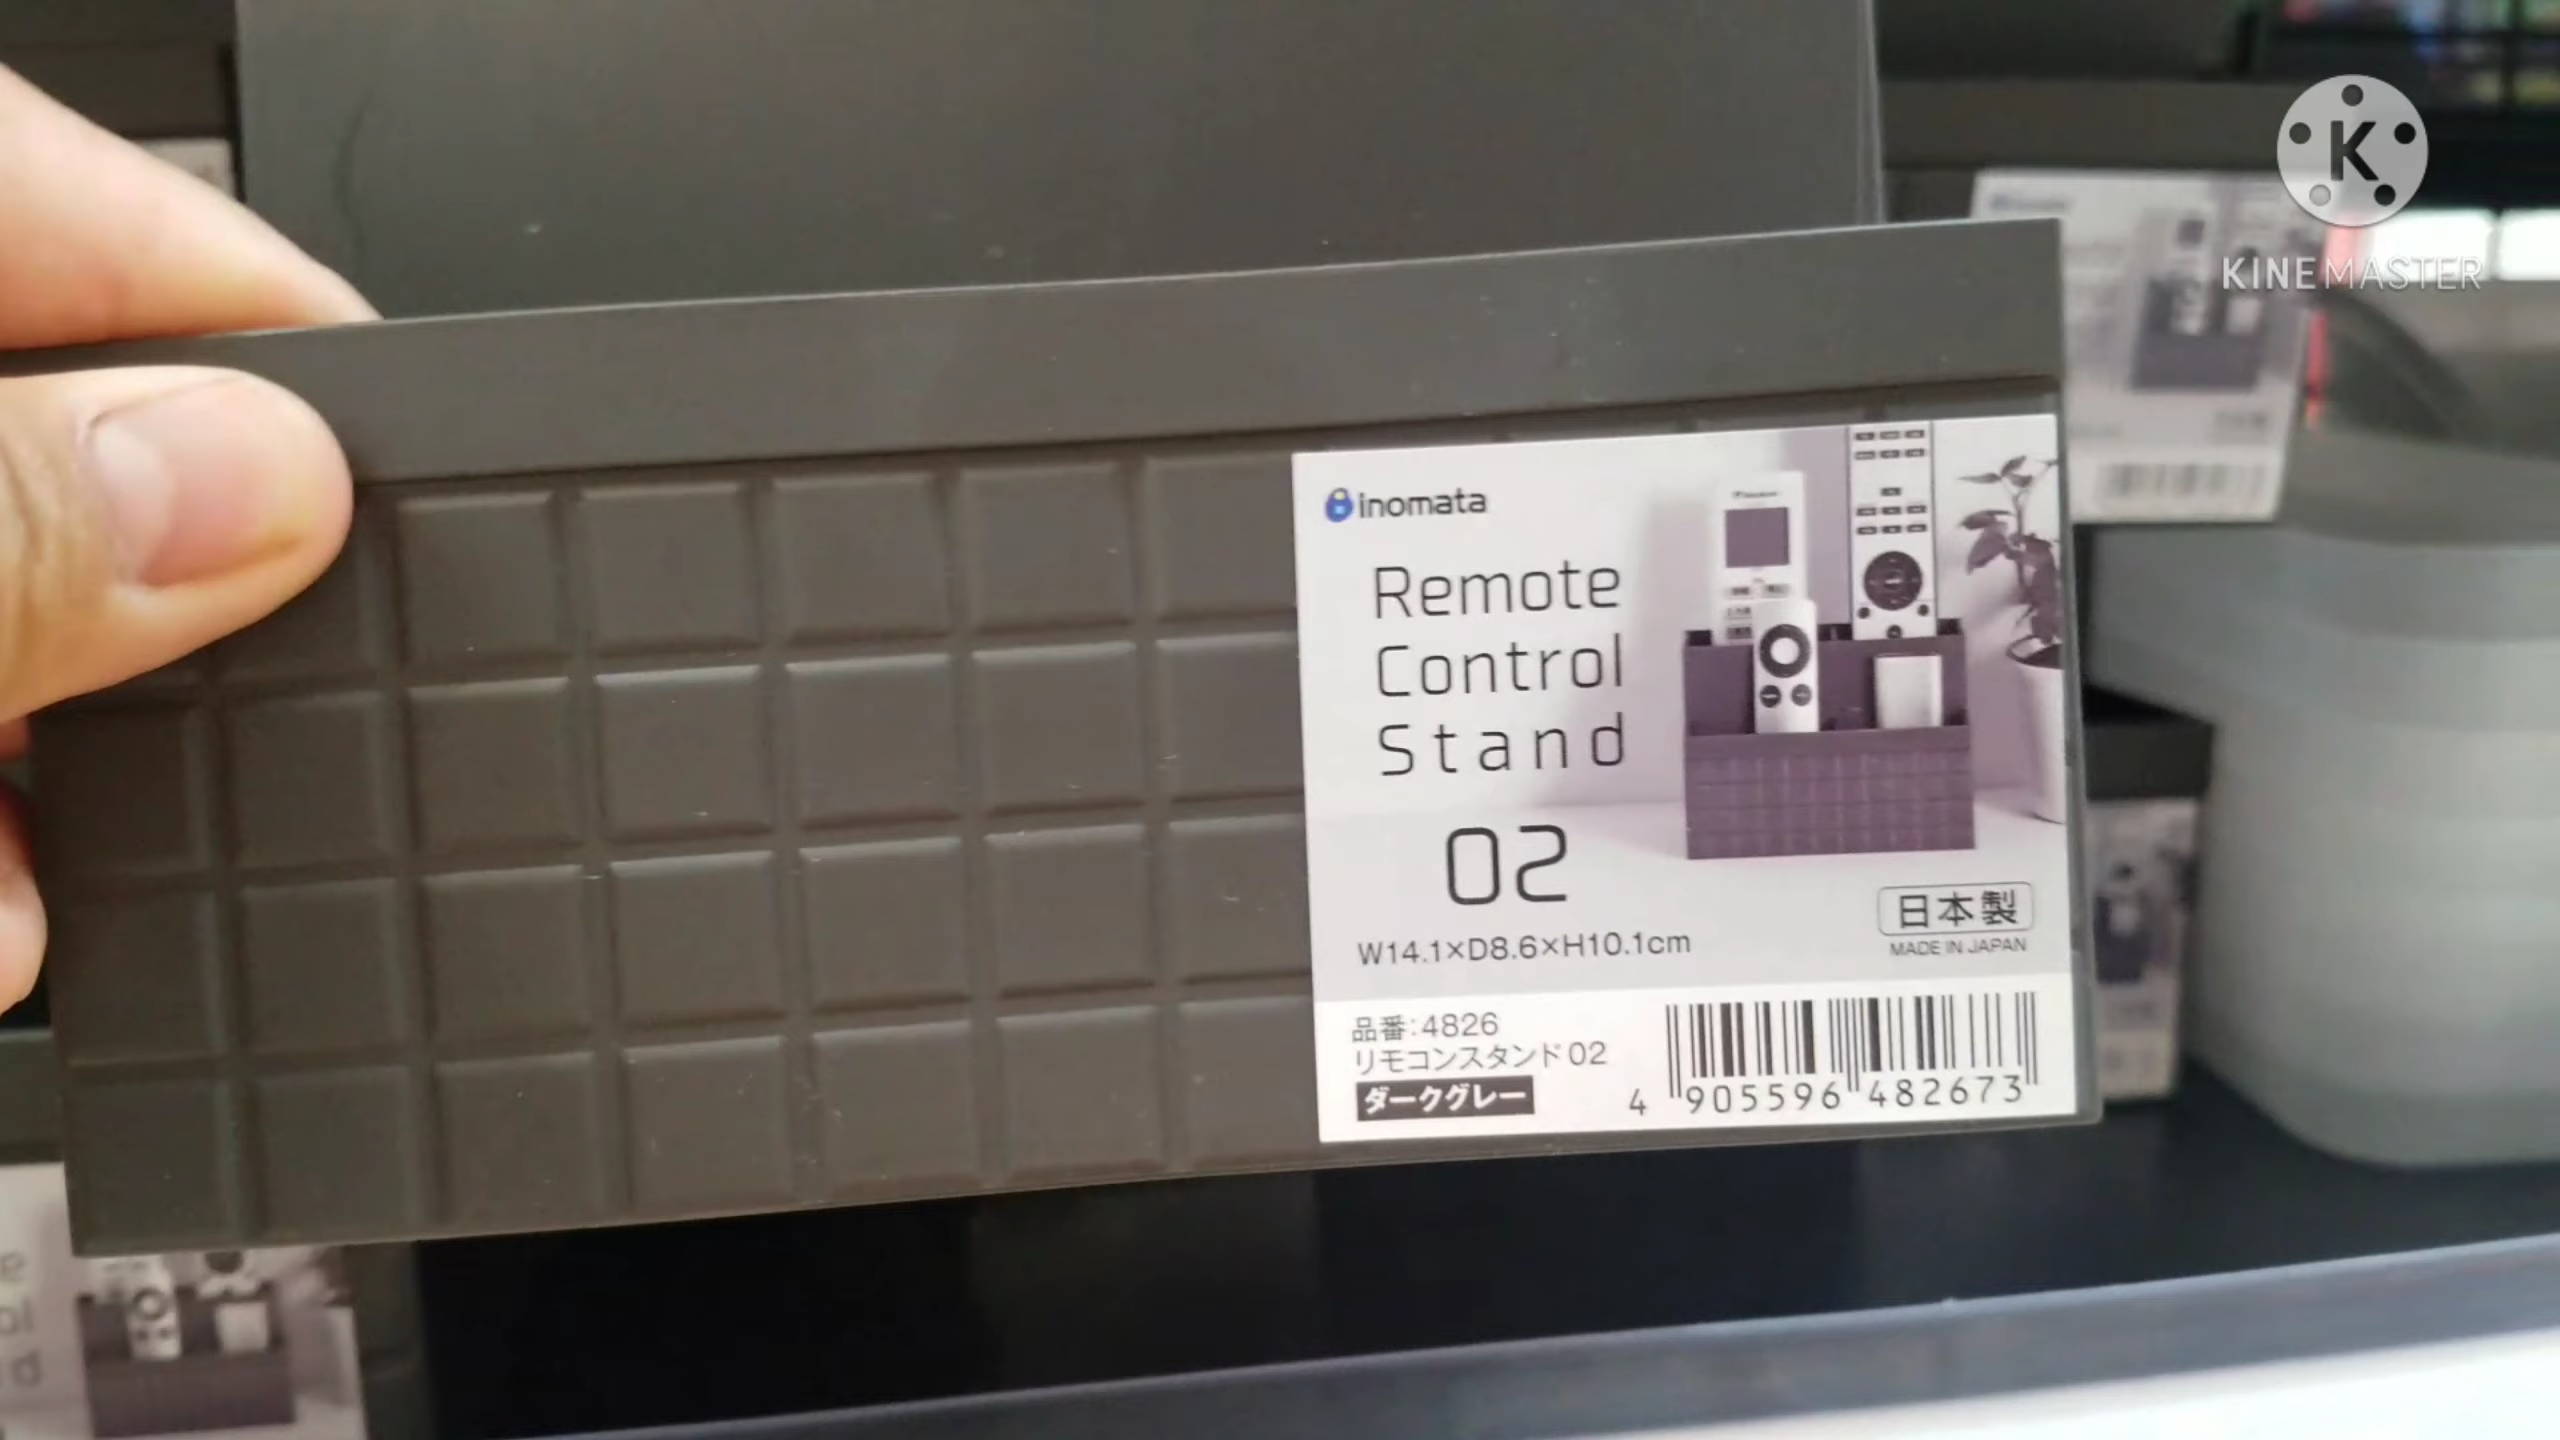 K
KINEMASTER
inomata
Remote
Control
Stand
02
W14.1×D8.6×H10.1cm
日本製
MADE IN JAPAN
品番:4826
リモコンスタンド02
ダークグレー
4 905596 482673